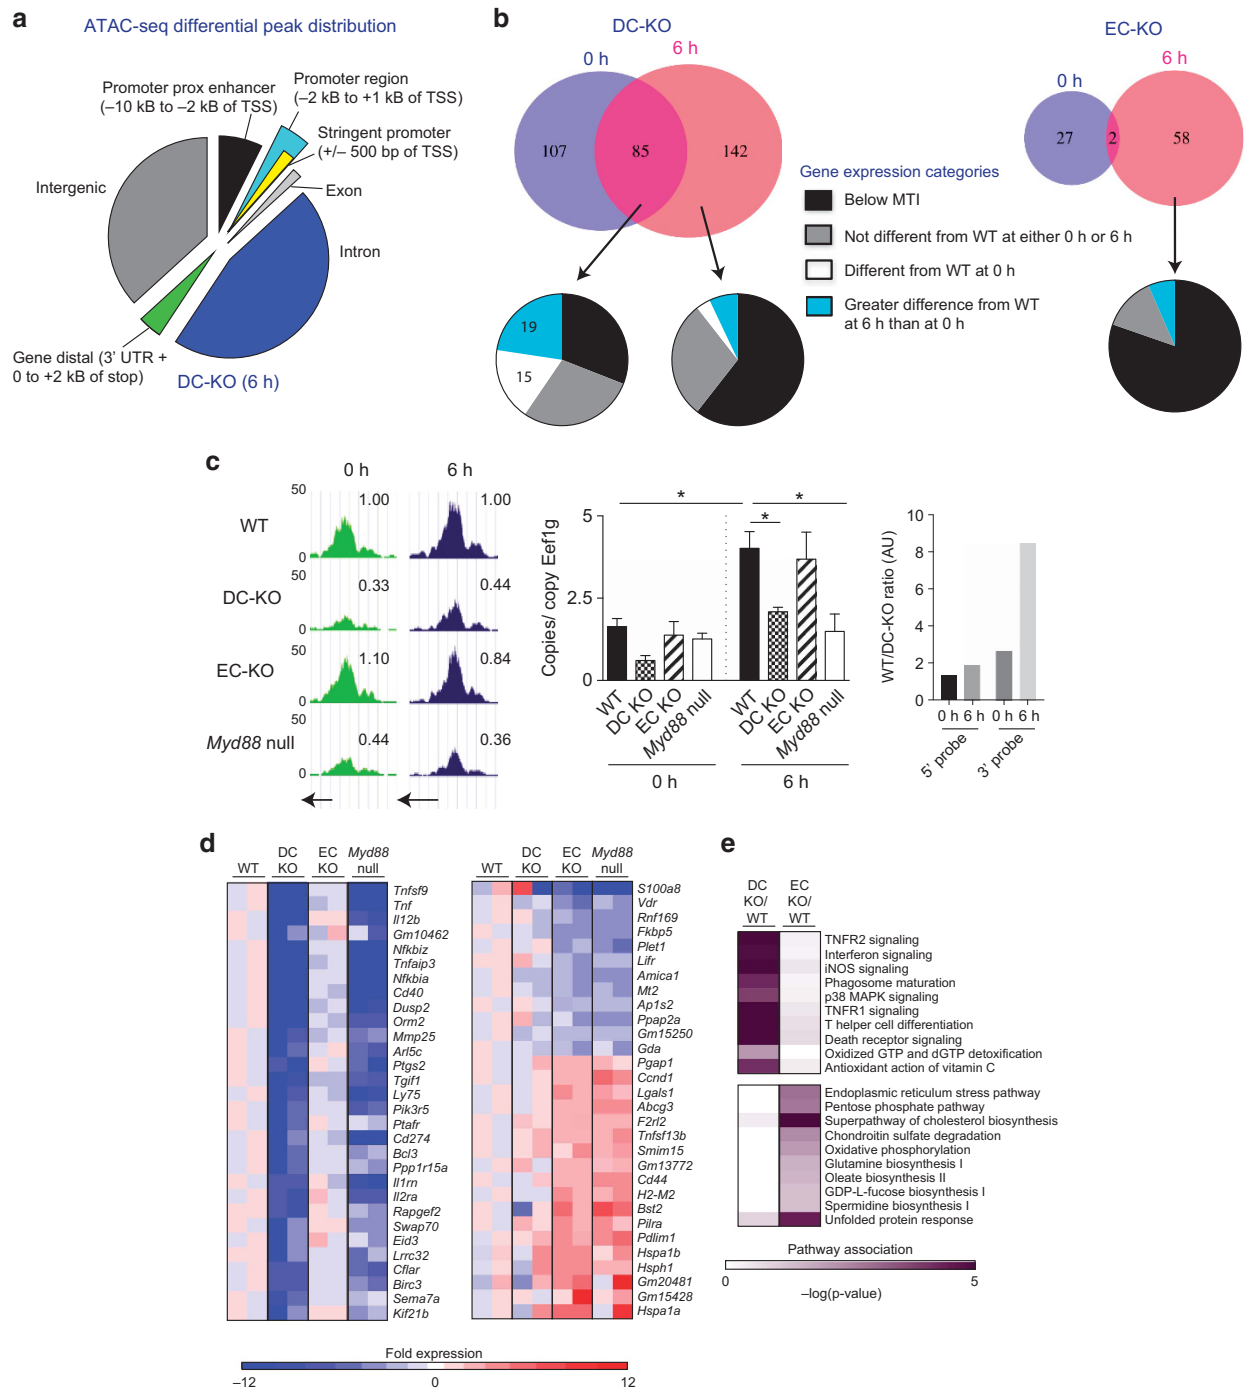 a
ATAC-seq differential peak distribution
Promoter prox enhancer
(–10 kB to –2 kB of TSS)
Promoter region
(–2 kB to +1 kB of TSS)
Stringent promoter
(+/– 500 bp of TSS)
Exon
Intergenic
Intron
Gene distal (3' UTR +
0 to +2 kB of stop)
DC-KO (6 h)
b
DC-KO
0 h
6 h
107
85
142
19
15
Gene expression categories
Below MTI
Not different from WT at either 0 h or 6 h
Different from WT at 0 h
Greater difference from WT
at 6 h than at 0 h
EC-KO
6 h
0 h
27
2
58
c
0 h
6 h
WT
50
0
1.00
1.00
DC-KO
50
0
0.33
0.44
EC-KO
50
0
1.10
0.84
Myd88 null
50
0
0.44
0.36
Copies/ copy Eef1g
5
2.5
0
*
*
*
WT
DC KO
EC KO
Myd88 null
WT
DC KO
EC KO
Myd88 null
0 h
6 h
WT/DC-KO ratio (AU)
10
8
6
4
2
0
0 h
6 h
0 h
6 h
5' probe
3' probe
d
WT
DC
KO
EC
KO
Myd88
null
Tnfsf9
Tnf
Il12b
Gm10462
Nfkbiz
Tnfaip3
Nfkbia
Cd40
Dusp2
Orm2
Mmp25
Arl5c
Ptgs2
Tgif1
Ly75
Pik3r5
Ptafr
Cd274
Bcl3
Ppp1r15a
Il1rn
Il2ra
Rapgef2
Swap70
Eid3
Lrrc32
Cflar
Birc3
Sema7a
Kif21b
WT
DC
KO
EC
KO
Myd88
null
S100a8
Vdr
Rnf169
Fkbp5
Plet1
Lifr
Amica1
Mt2
Ap1s2
Ppap2a
Gm15250
Gda
Pgap1
Ccnd1
Lgals1
Abcg3
F2rl2
Tnfsf13b
Smim15
Gm13772
Cd44
H2-M2
Bst2
Pilra
Pdlim1
Hspa1b
Hsph1
Gm20481
Gm15428
Hspa1a
Fold expression
–12
0
12
e
DC
KO/
WT
EC
KO/
WT
TNFR2 signaling
Interferon signaling
iNOS signaling
Phagosome maturation
p38 MAPK signaling
TNFR1 signaling
T helper cell differentiation
Death receptor signaling
Oxidized GTP and dGTP detoxification
Antioxidant action of vitamin C
Endoplasmic reticulum stress pathway
Pentose phosphate pathway
Superpathway of cholesterol biosynthesis
Chondroitin sulfate degradation
Oxidative phosphorylation
Glutamine biosynthesis I
Oleate biosynthesis II
GDP-L-fucose biosynthesis I
Spermidine biosynthesis I
Unfolded protein response
Pathway association
0
5
–log(p-value)